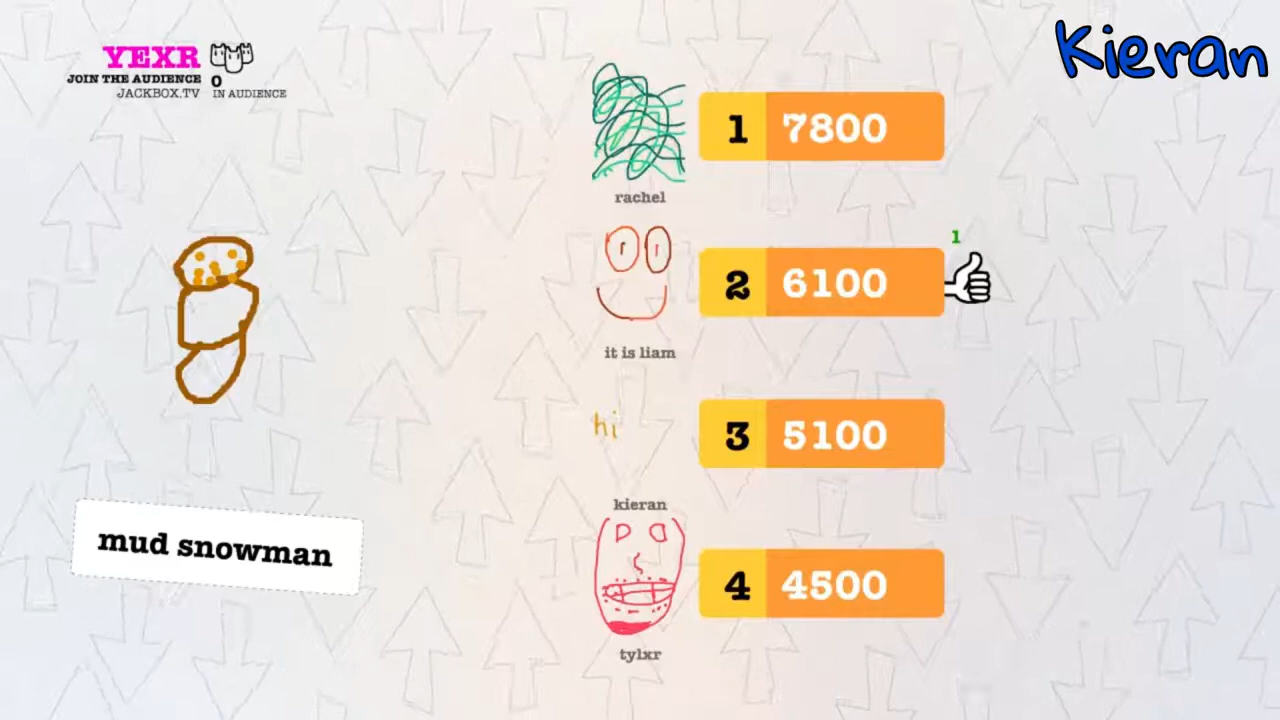 YEXR
JOIN THE AUDIENCE
JACKBOX.TV
0
IN AUDIENCE
Kieran
mud snowman
1 7800
rachel
2 6100
1
it is liam
hi
3 5100
kieran
4 4500
tylxr